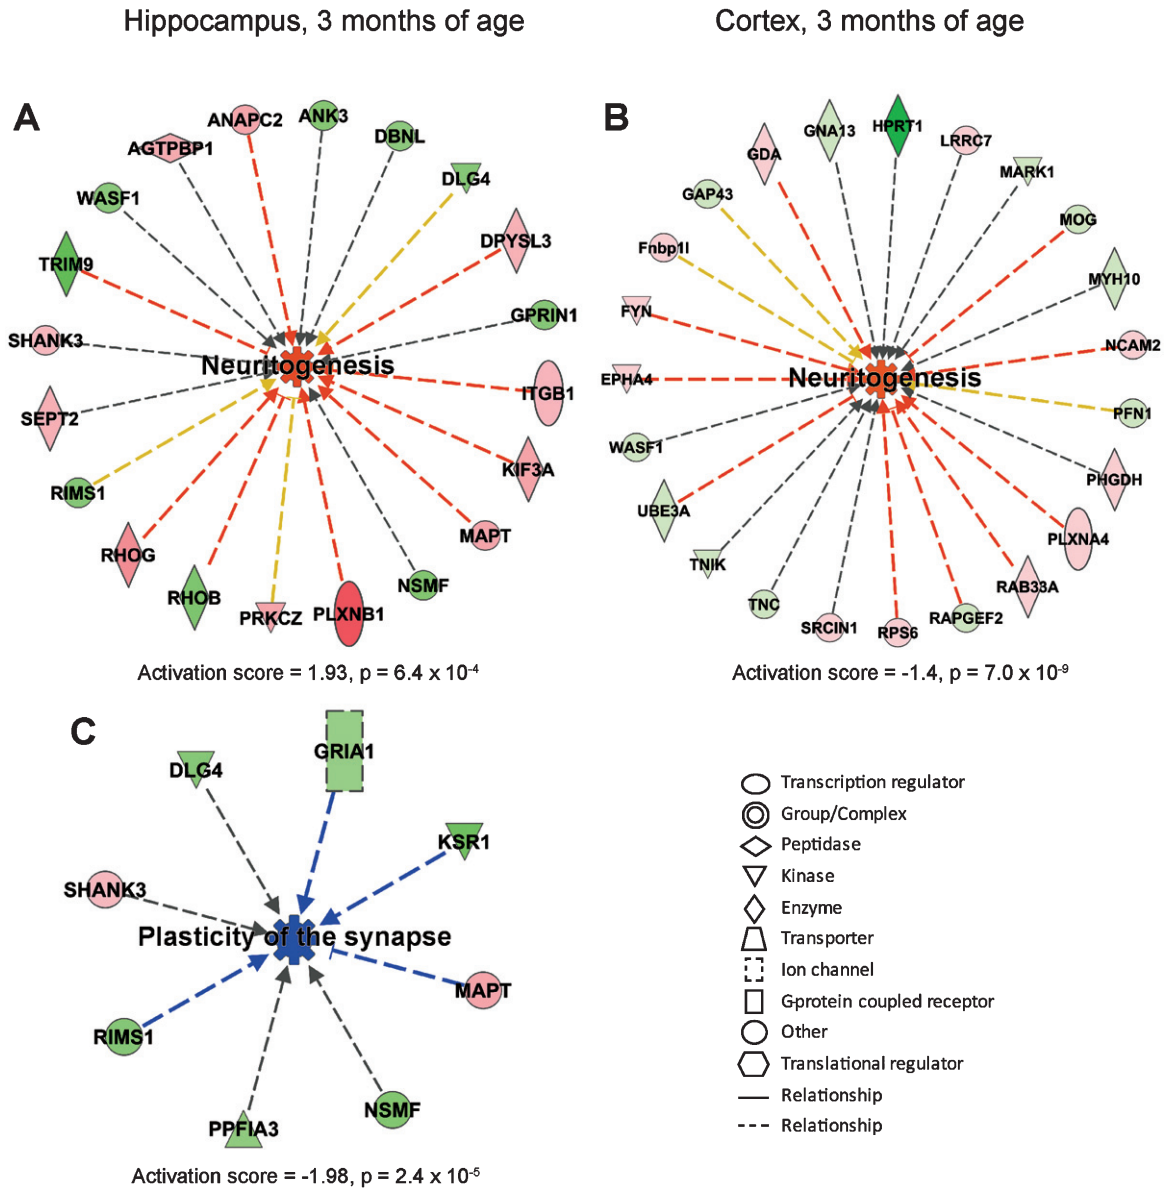 Hippocampus, 3 months of age
Cortex, 3 months of age
A
ANAPC2
ANK3
DBNL
AGTPBP1
DLG4
WASF1
DPYSL3
TRIM9
GPRIN1
SHANK3
Neuritogenesis
ITGB1
SEPT2
KIF3A
RIMS1
MAPT
RHOG
NSMF
RHOB
PRKCZ
PLXNB1
Activation score = 1.93, p = 6.4 x 10-4
B
GNA13
HPRT1
LRRC7
GDA
MARK1
GAP43
MOG
Fnbp1l
MYH10
FYN
NCAM2
EPHA4
Neuritogenesis
PFN1
WASF1
PHGDH
UBE3A
PLXNA4
TNIK
RAB33A
TNC
RAPGEF2
SRCIN1
RPS6
Activation score = -1.4, p = 7.0 x 10-9
C
GRIA1
DLG4
KSR1
SHANK3
Plasticity of the synapse
MAPT
RIMS1
NSMF
PPFIA3
Activation score = -1.98, p = 2.4 x 10-5
Transcription regulator
Group/Complex
Peptidase
Kinase
Enzyme
Transporter
Ion channel
G-protein coupled receptor
Other
Translational regulator
Relationship
Relationship